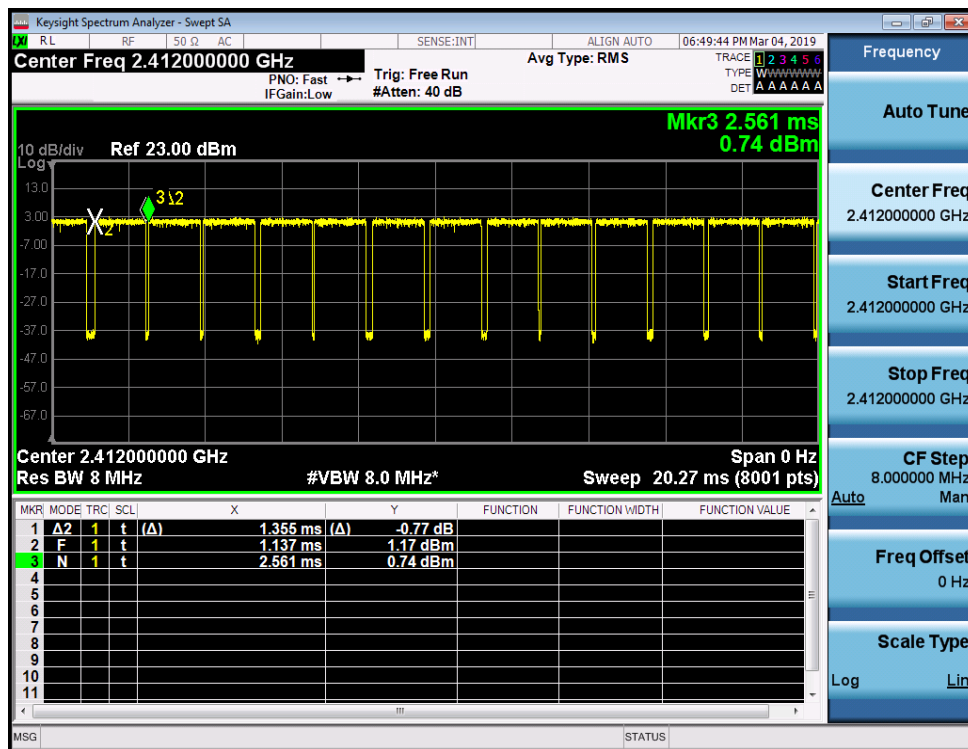 Keysight Spectrum Analyzer - Swept SA
LXI RL RF 50 Ω AC SENSE:INT ALIGN AUTO 06:49:44 PM Mar 04, 2019
Center Freq 2.412000000 GHz
PNO: Fast
IFGain:Low
Trig: Free Run
#Atten: 40 dB
Avg Type: RMS
TRACE 1 2 3 4 5 6
TYPE WWWWWW
DET A A A A A A
Mkr3 2.561 ms
0.74 dBm
10 dB/div Ref 23.00 dBm
Log
13.0
3.00
-7.00
-17.0
-27.0
-37.0
-47.0
-57.0
-67.0
2
3 1Δ2
Center 2.412000000 GHz Span 0 Hz
Res BW 8 MHz #VBW 8.0 MHz* Sweep 20.27 ms (8001 pts)
MKR MODE TRC SCL X Y FUNCTION FUNCTION WIDTH FUNCTION VALUE
1 Δ2 1 t (Δ) 1.355 ms (Δ) -0.77 dB
2 F 1 t 1.137 ms 1.17 dBm
3 N 1 t 2.561 ms 0.74 dBm
4
5
6
7
8
9
10
11
MSG STATUS
Frequency
Auto Tune
Center Freq
2.412000000 GHz
Start Freq
2.412000000 GHz
Stop Freq
2.412000000 GHz
CF Step
8.000000 MHz
Auto Man
Freq Offset
0 Hz
Scale Type
Log Lin